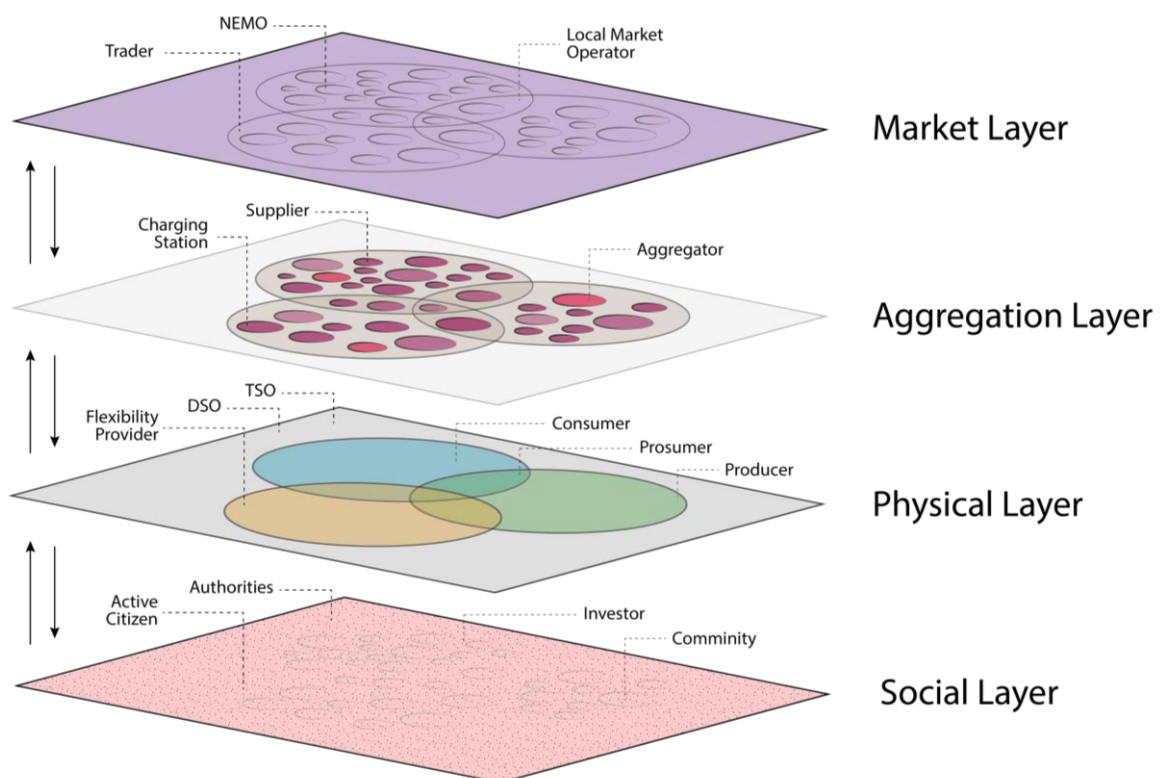 NEMO
Trader
Local Market
Operator
Market Layer
Supplier
Charging
Station
Aggregator
Aggregation Layer
TSO
DSO
Flexibility
Provider
Consumer
Prosumer
Producer
Physical Layer
Authorities
Active
Citizen
Investor
Comminity
Social Layer